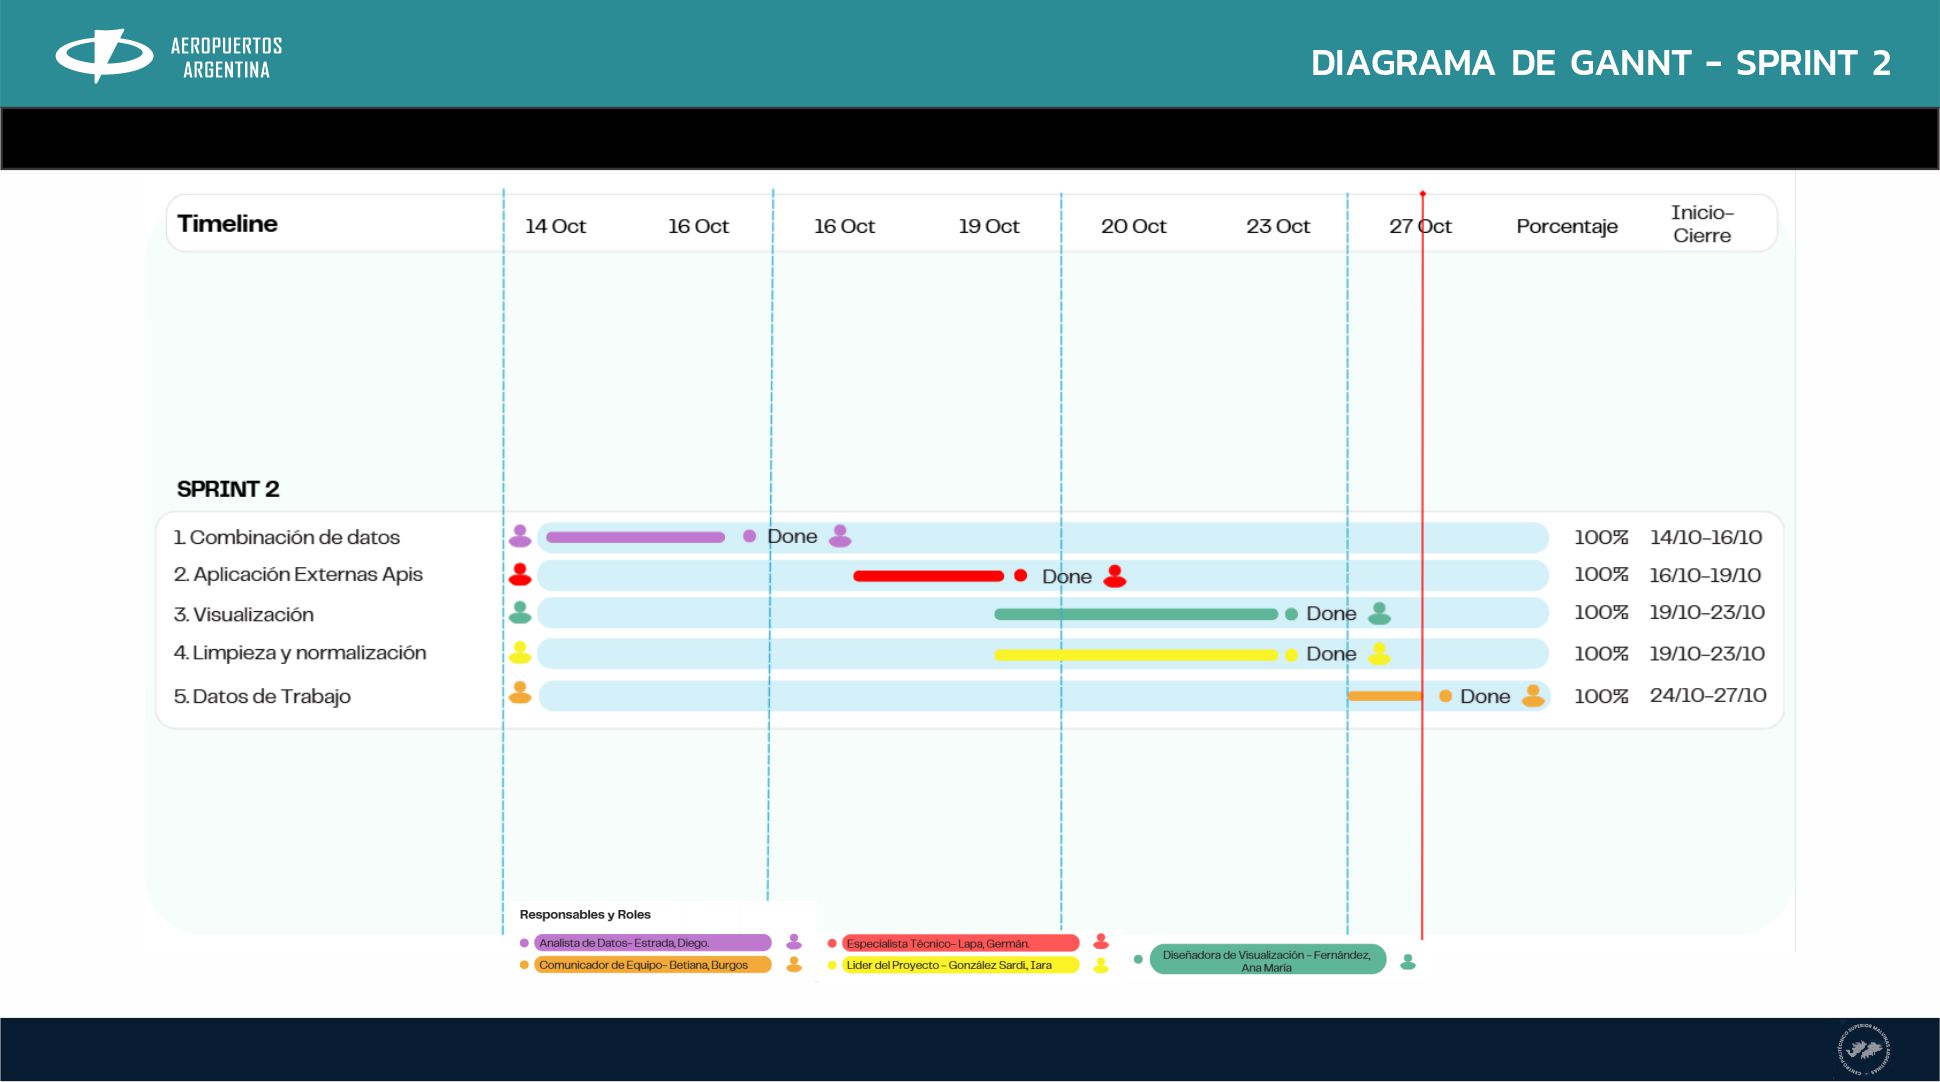 AEROPUERTOS
ARGENTINA
DIAGRAMA DE GANNT - SPRINT 2
Timeline
14 Oct 16 Oct 16 Oct 19 Oct 20 Oct 23 Oct 27 Oct Porcentaje Inicio-
Cierre
SPRINT 2
1. Combinación de datos Done 100% 14/10-16/10
2. Aplicación Externas Apis Done 100% 16/10-19/10
3. Visualización Done 100% 19/10-23/10
4. Limpieza y normalización Done 100% 19/10-23/10
5. Datos de Trabajo Done 100% 24/10-27/10
Responsables y Roles
Analista de Datos- Estrada, Diego.
Especialista Técnico- Lapa, Germán.
Diseñadora de Visualización - Fernández,
Ana María
Comunicador de Equipo- Betiana, Burgos
Lider del Proyecto - González Sardi, Iara
CENTRO POLITÉCNICO SUPERIOR MALVINAS ARGENTINAS